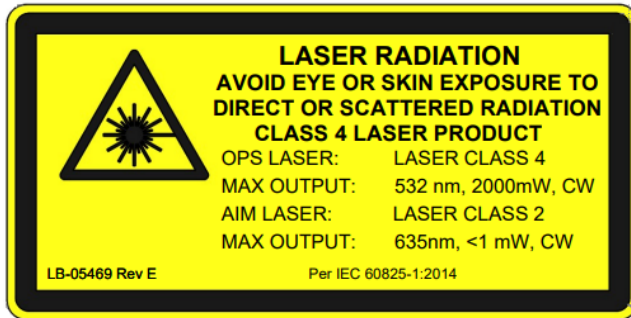 LASER RADIATION
AVOID EYE OR SKIN EXPOSURE TO
DIRECT OR SCATTERED RADIATION
CLASS 4 LASER PRODUCT
OPS LASER: LASER CLASS 4
MAX OUTPUT: 532 nm, 2000mW, CW
AIM LASER: LASER CLASS 2
MAX OUTPUT: 635nm, <1 mW, CW
LB-05469 Rev E Per IEC 60825-1:2014